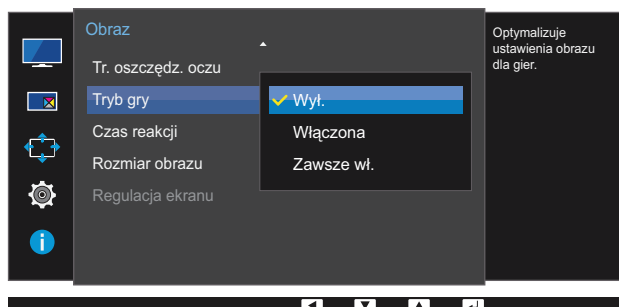 Obraz
Tr. oszczędz. oczu
Tryb gry
Czas reakcji
Rozmiar obrazu
Regulacja ekranu
Wył.
Włączona
Zawsze wł.
Optymalizuje
ustawienia obrazu
dla gier.